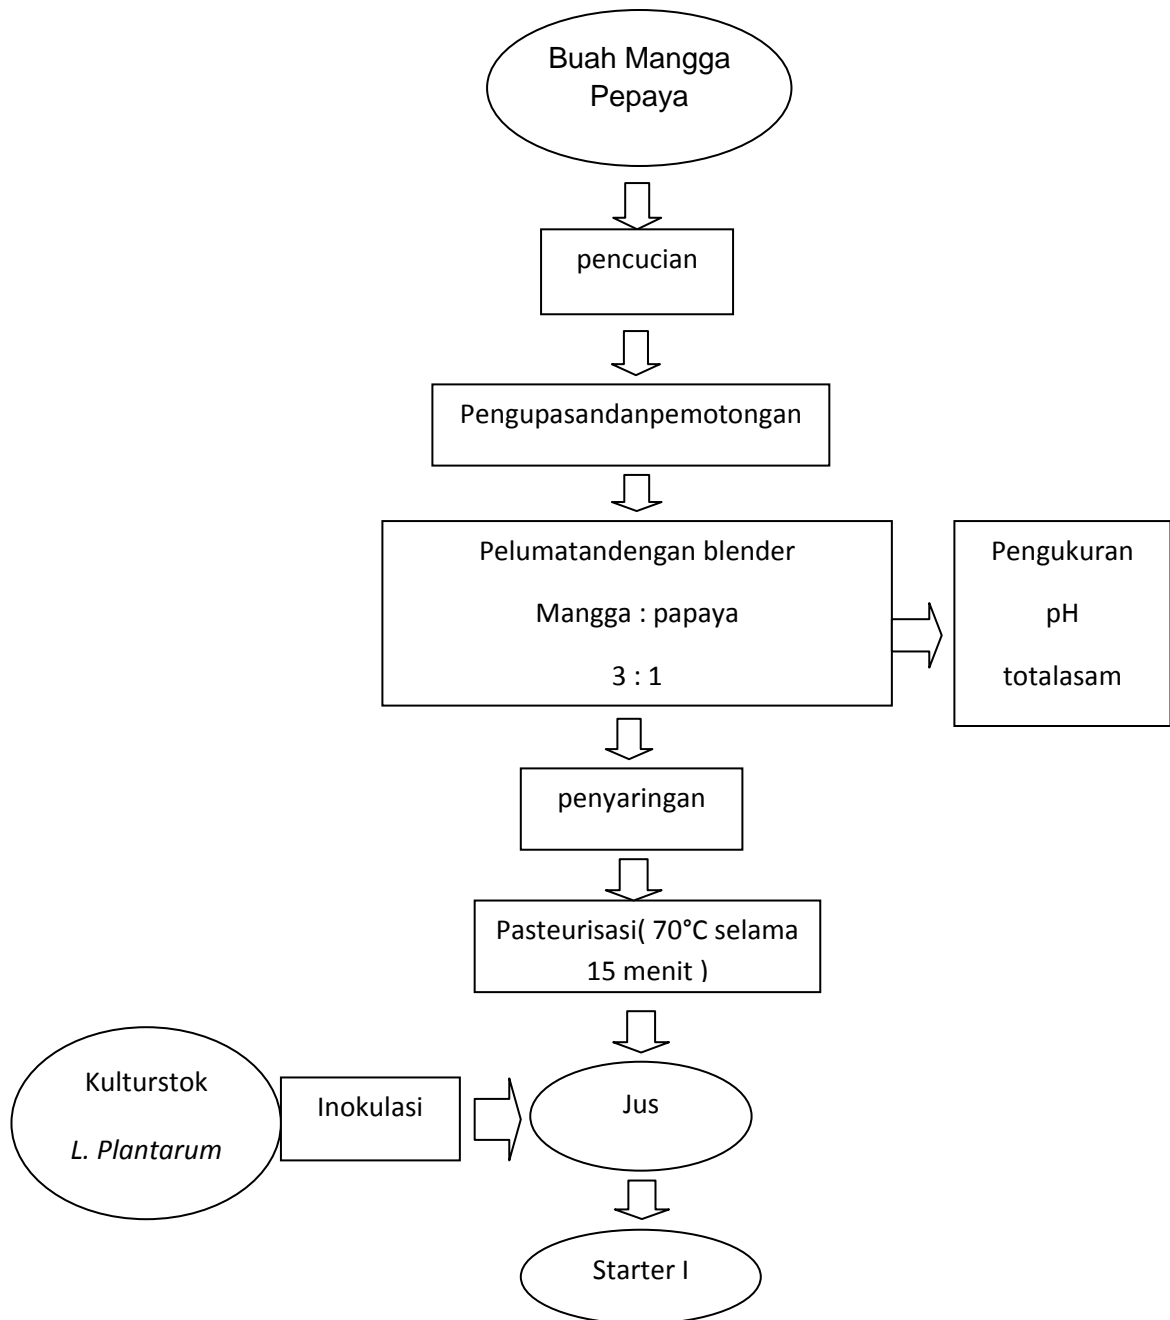 Buah Mangga
Pepaya
pencucian
Pengupasandanpemotongan
Pelumatandengan blender
Mangga : papaya
3 : 1
Pengukuran
pH
totalasam
penyaringan
Pasteurisasi( 70°C selama
15 menit )
Kulturstok
L. Plantarum
Inokulasi
Jus
Starter I